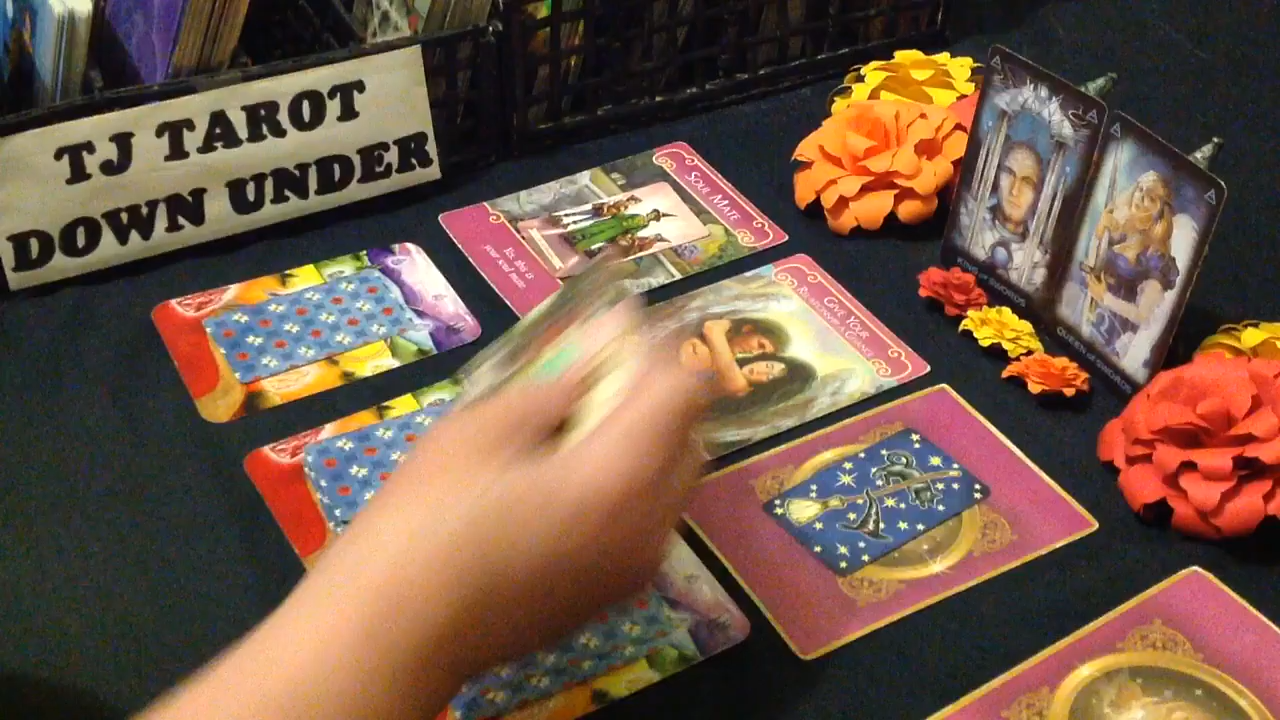 TJ TAROT
DOWN UNDER
SOUL MATE
Yes, this is
your soul mate.
GIVE YOUR
RELATIONSHIP A CHANCE
KING OF SWORDS
QUEEN OF SWORDS